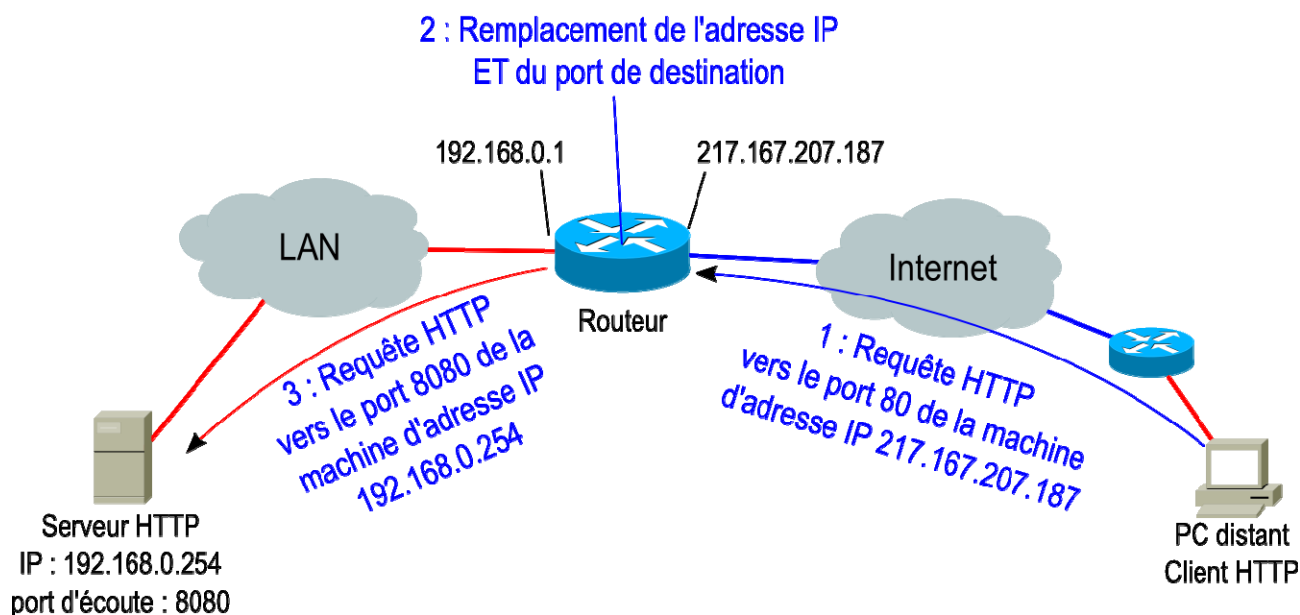 2 : Remplacement de l'adresse IP
ET du port de destination
192.168.0.1
217.167.207.187
LAN
Internet
Routeur
3 : Requête HTTP
vers le port 8080 de la
machine d'adresse IP
192.168.0.254
1 : Requête HTTP
vers le port 80 de la machine
d'adresse IP 217.167.207.187
Serveur HTTP
IP : 192.168.0.254
port d'écoute : 8080
PC distant
Client HTTP